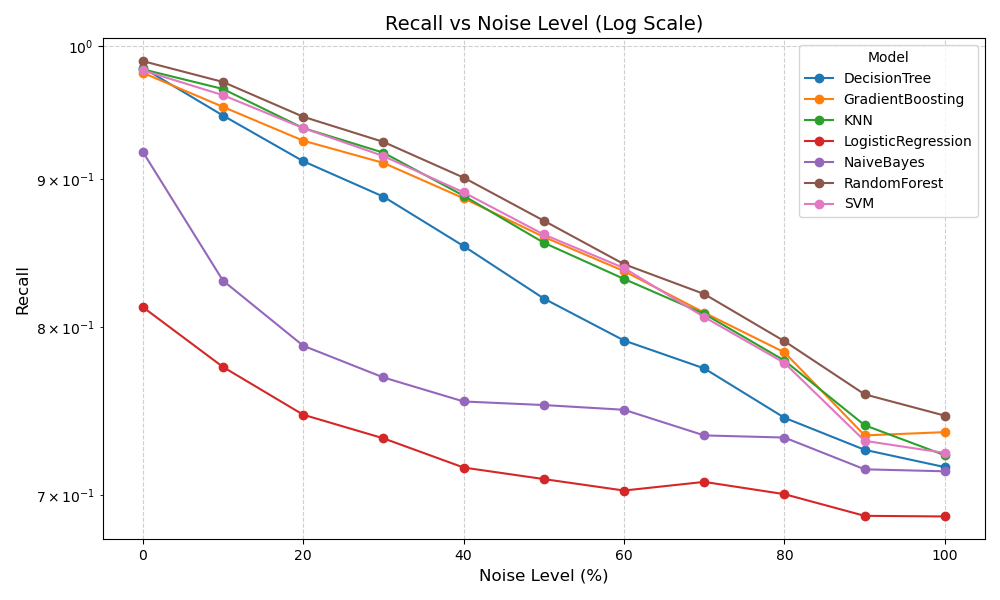 Recall vs Noise Level (Log Scale)
10⁰
9 × 10⁻¹
8 × 10⁻¹
7 × 10⁻¹
Recall
Model
DecisionTree
GradientBoosting
KNN
LogisticRegression
NaiveBayes
RandomForest
SVM
0 20 40 60 80 100
Noise Level (%)